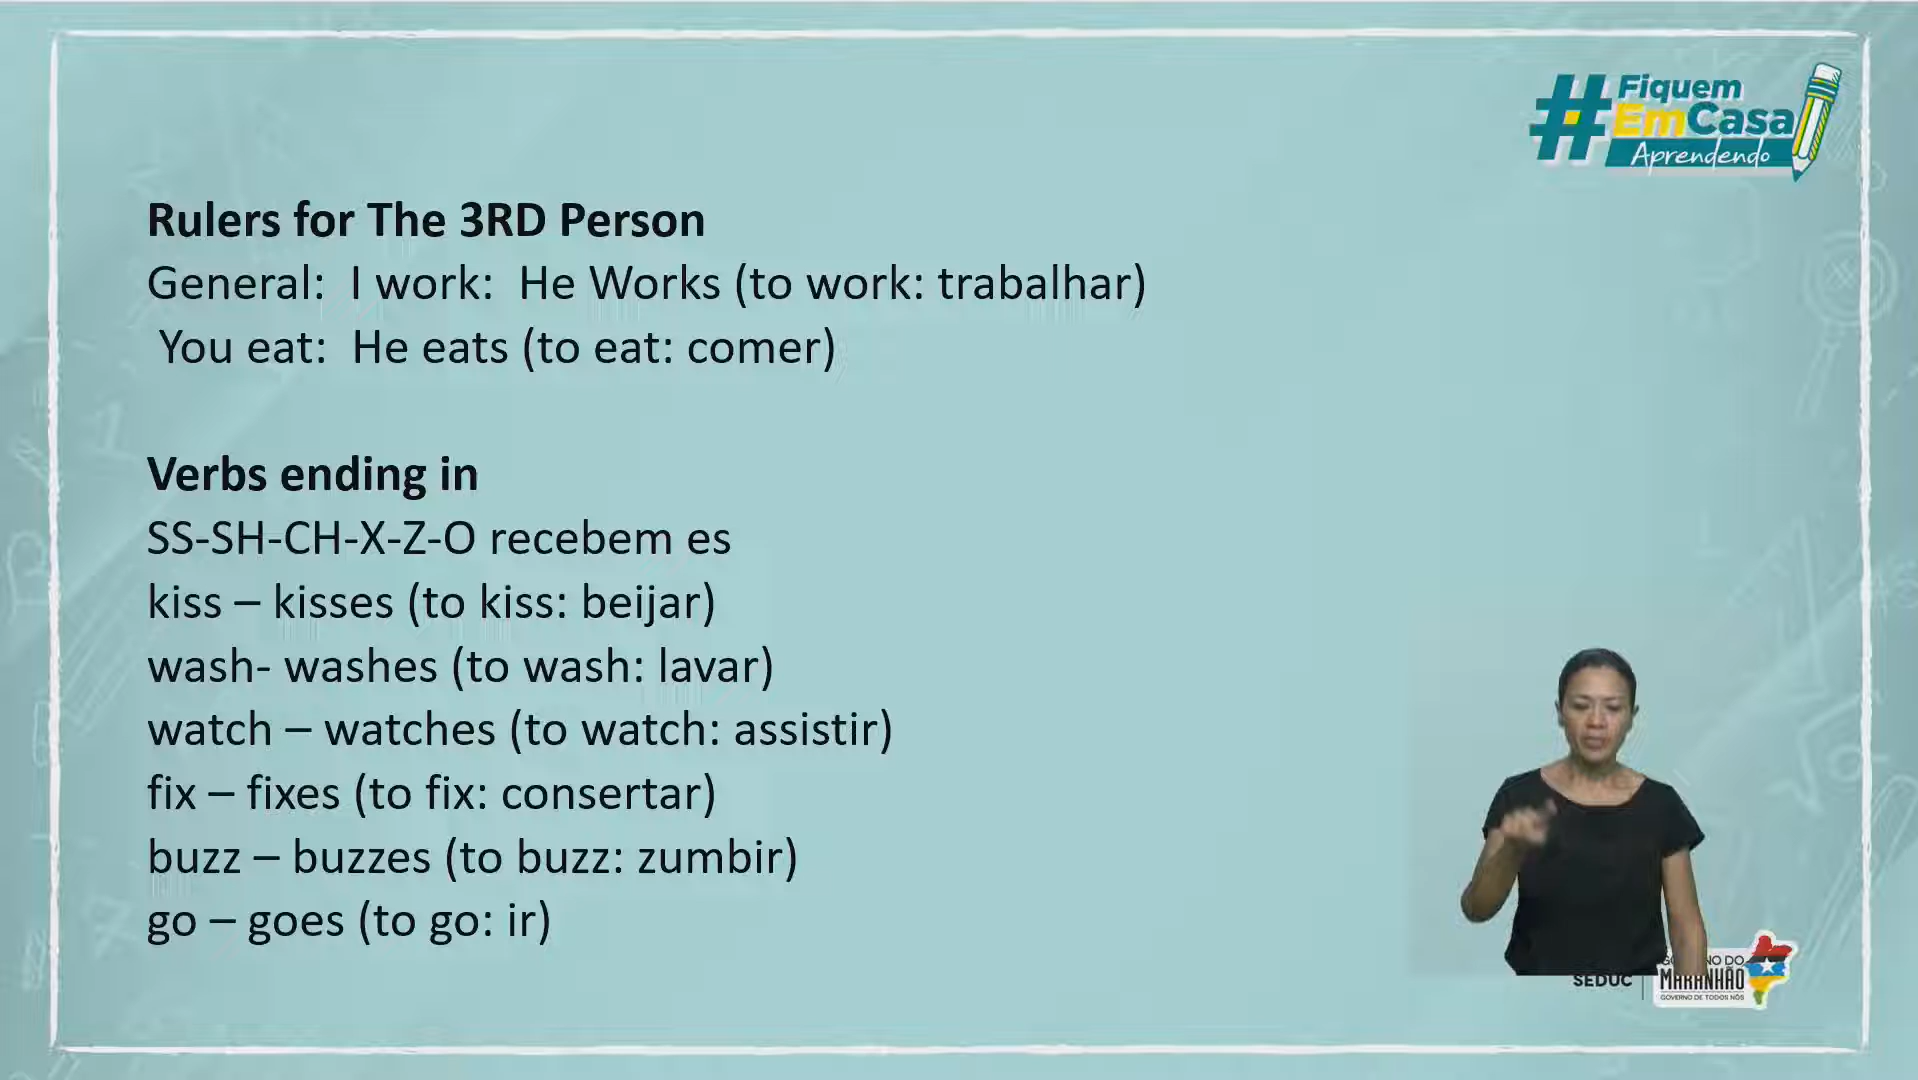 #Fiquem
EmCasa
Aprendendo
Rulers for The 3RD Person
General: I work: He Works (to work: trabalhar)
You eat: He eats (to eat: comer)
Verbs ending in
SS-SH-CH-X-Z-O recebem es
kiss – kisses (to kiss: beijar)
wash- washes (to wash: lavar)
watch – watches (to watch: assistir)
fix – fixes (to fix: consertar)
buzz – buzzes (to buzz: zumbir)
go – goes (to go: ir)
SEDUC
NO DO
MARANHÃO
GOVERNO DE TODOS NÓS